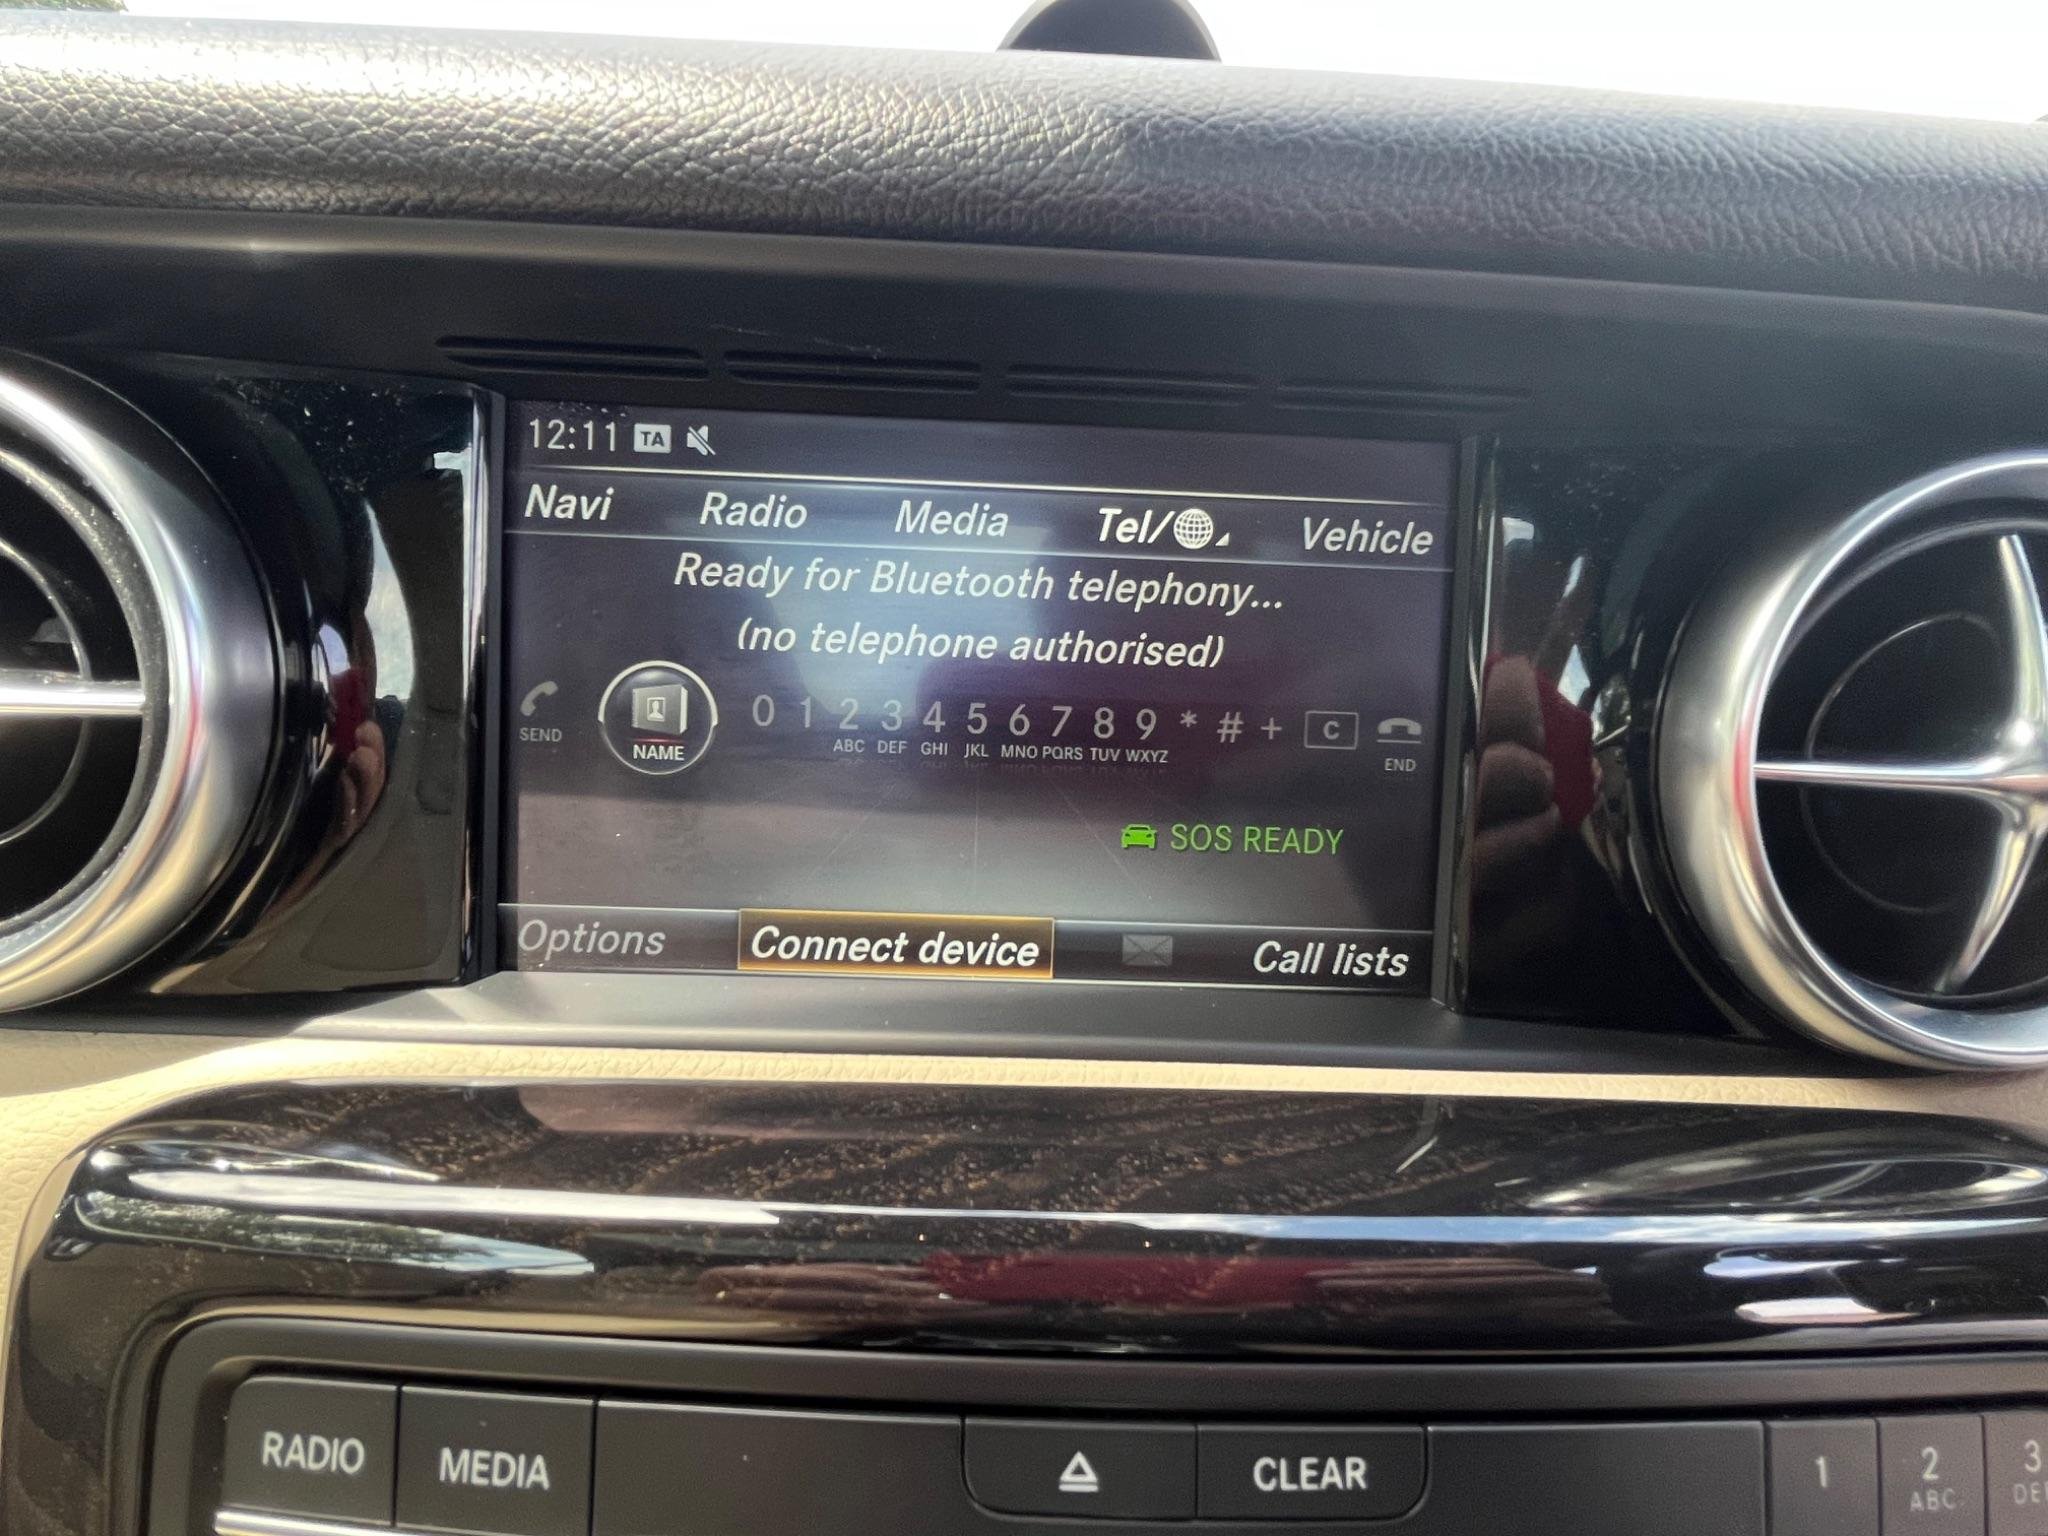 12:11 TA
Navi Radio Media Tel/ Vehicle
Ready for Bluetooth telephony...
(no telephone authorised)
SEND NAME 0 1 2 3 4 5 6 7 8 9 * # + C END
ABC DEF GHI JKL MNO PQRS TUV WXYZ
SOS READY
Options Connect device Call lists
RADIO MEDIA CLEAR 1 2 3
ABC